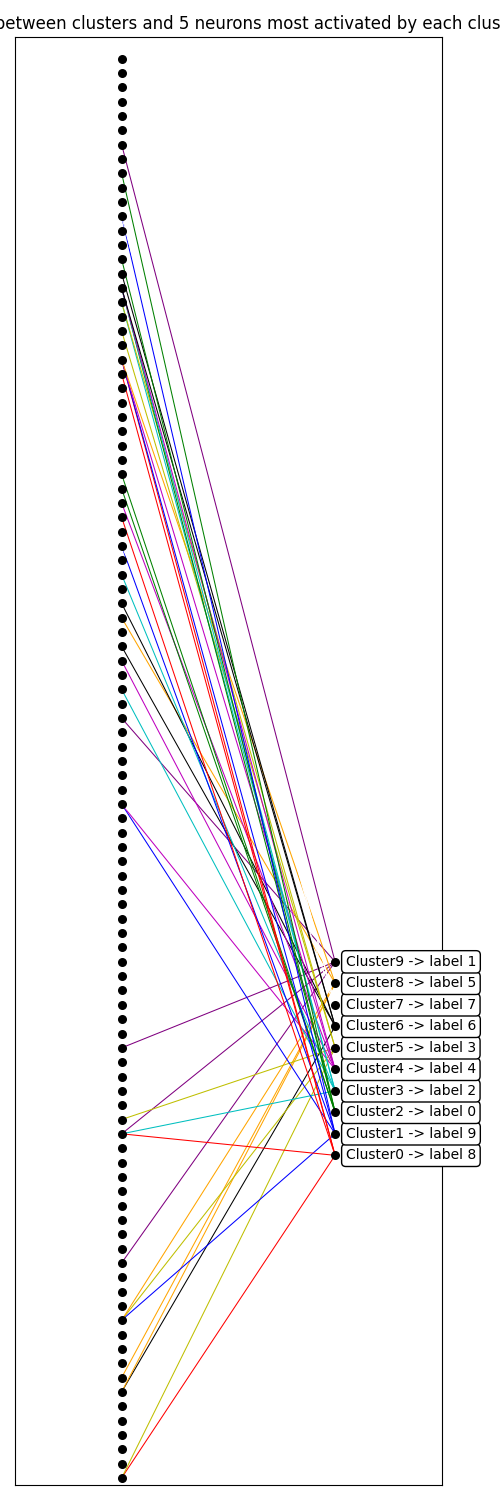 between clusters and 5 neurons most activated by each clus
Cluster9 -> label 1
Cluster8 -> label 5
Cluster7 -> label 7
Cluster6 -> label 6
Cluster5 -> label 3
Cluster4 -> label 4
Cluster3 -> label 2
Cluster2 -> label 0
Cluster1 -> label 9
Cluster0 -> label 8